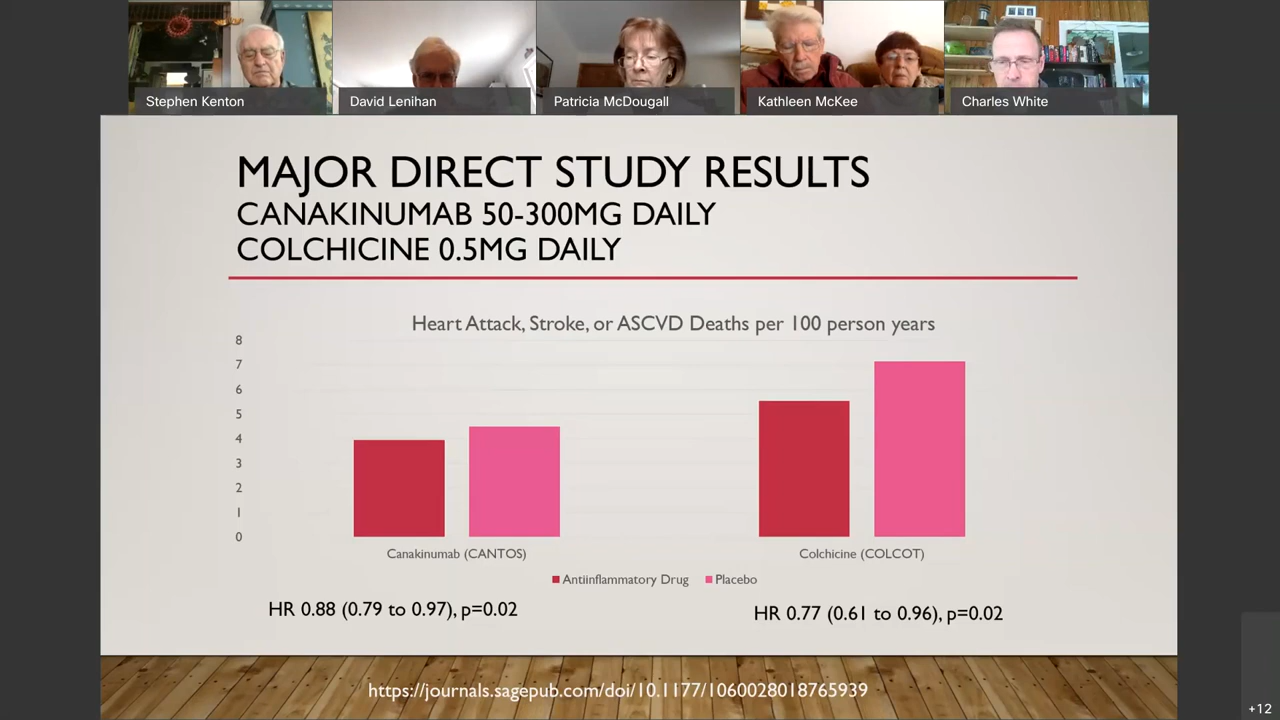 Stephen Kenton
David Lenihan
Patricia McDougall
Kathleen McKee
Charles White
MAJOR DIRECT STUDY RESULTS
CANAKINUMAB 50-300MG DAILY
COLCHICINE 0.5MG DAILY
Heart Attack, Stroke, or ASCVD Deaths per 100 person years
8
7
6
5
4
3
2
1
0
Canakinumab (CANTOS)
Colchicine (COLCOT)
Antiinflammatory Drug
Placebo
HR 0.88 (0.79 to 0.97), p=0.02
HR 0.77 (0.61 to 0.96), p=0.02
https://journals.sagepub.com/doi/10.1177/1060028018765939
+12